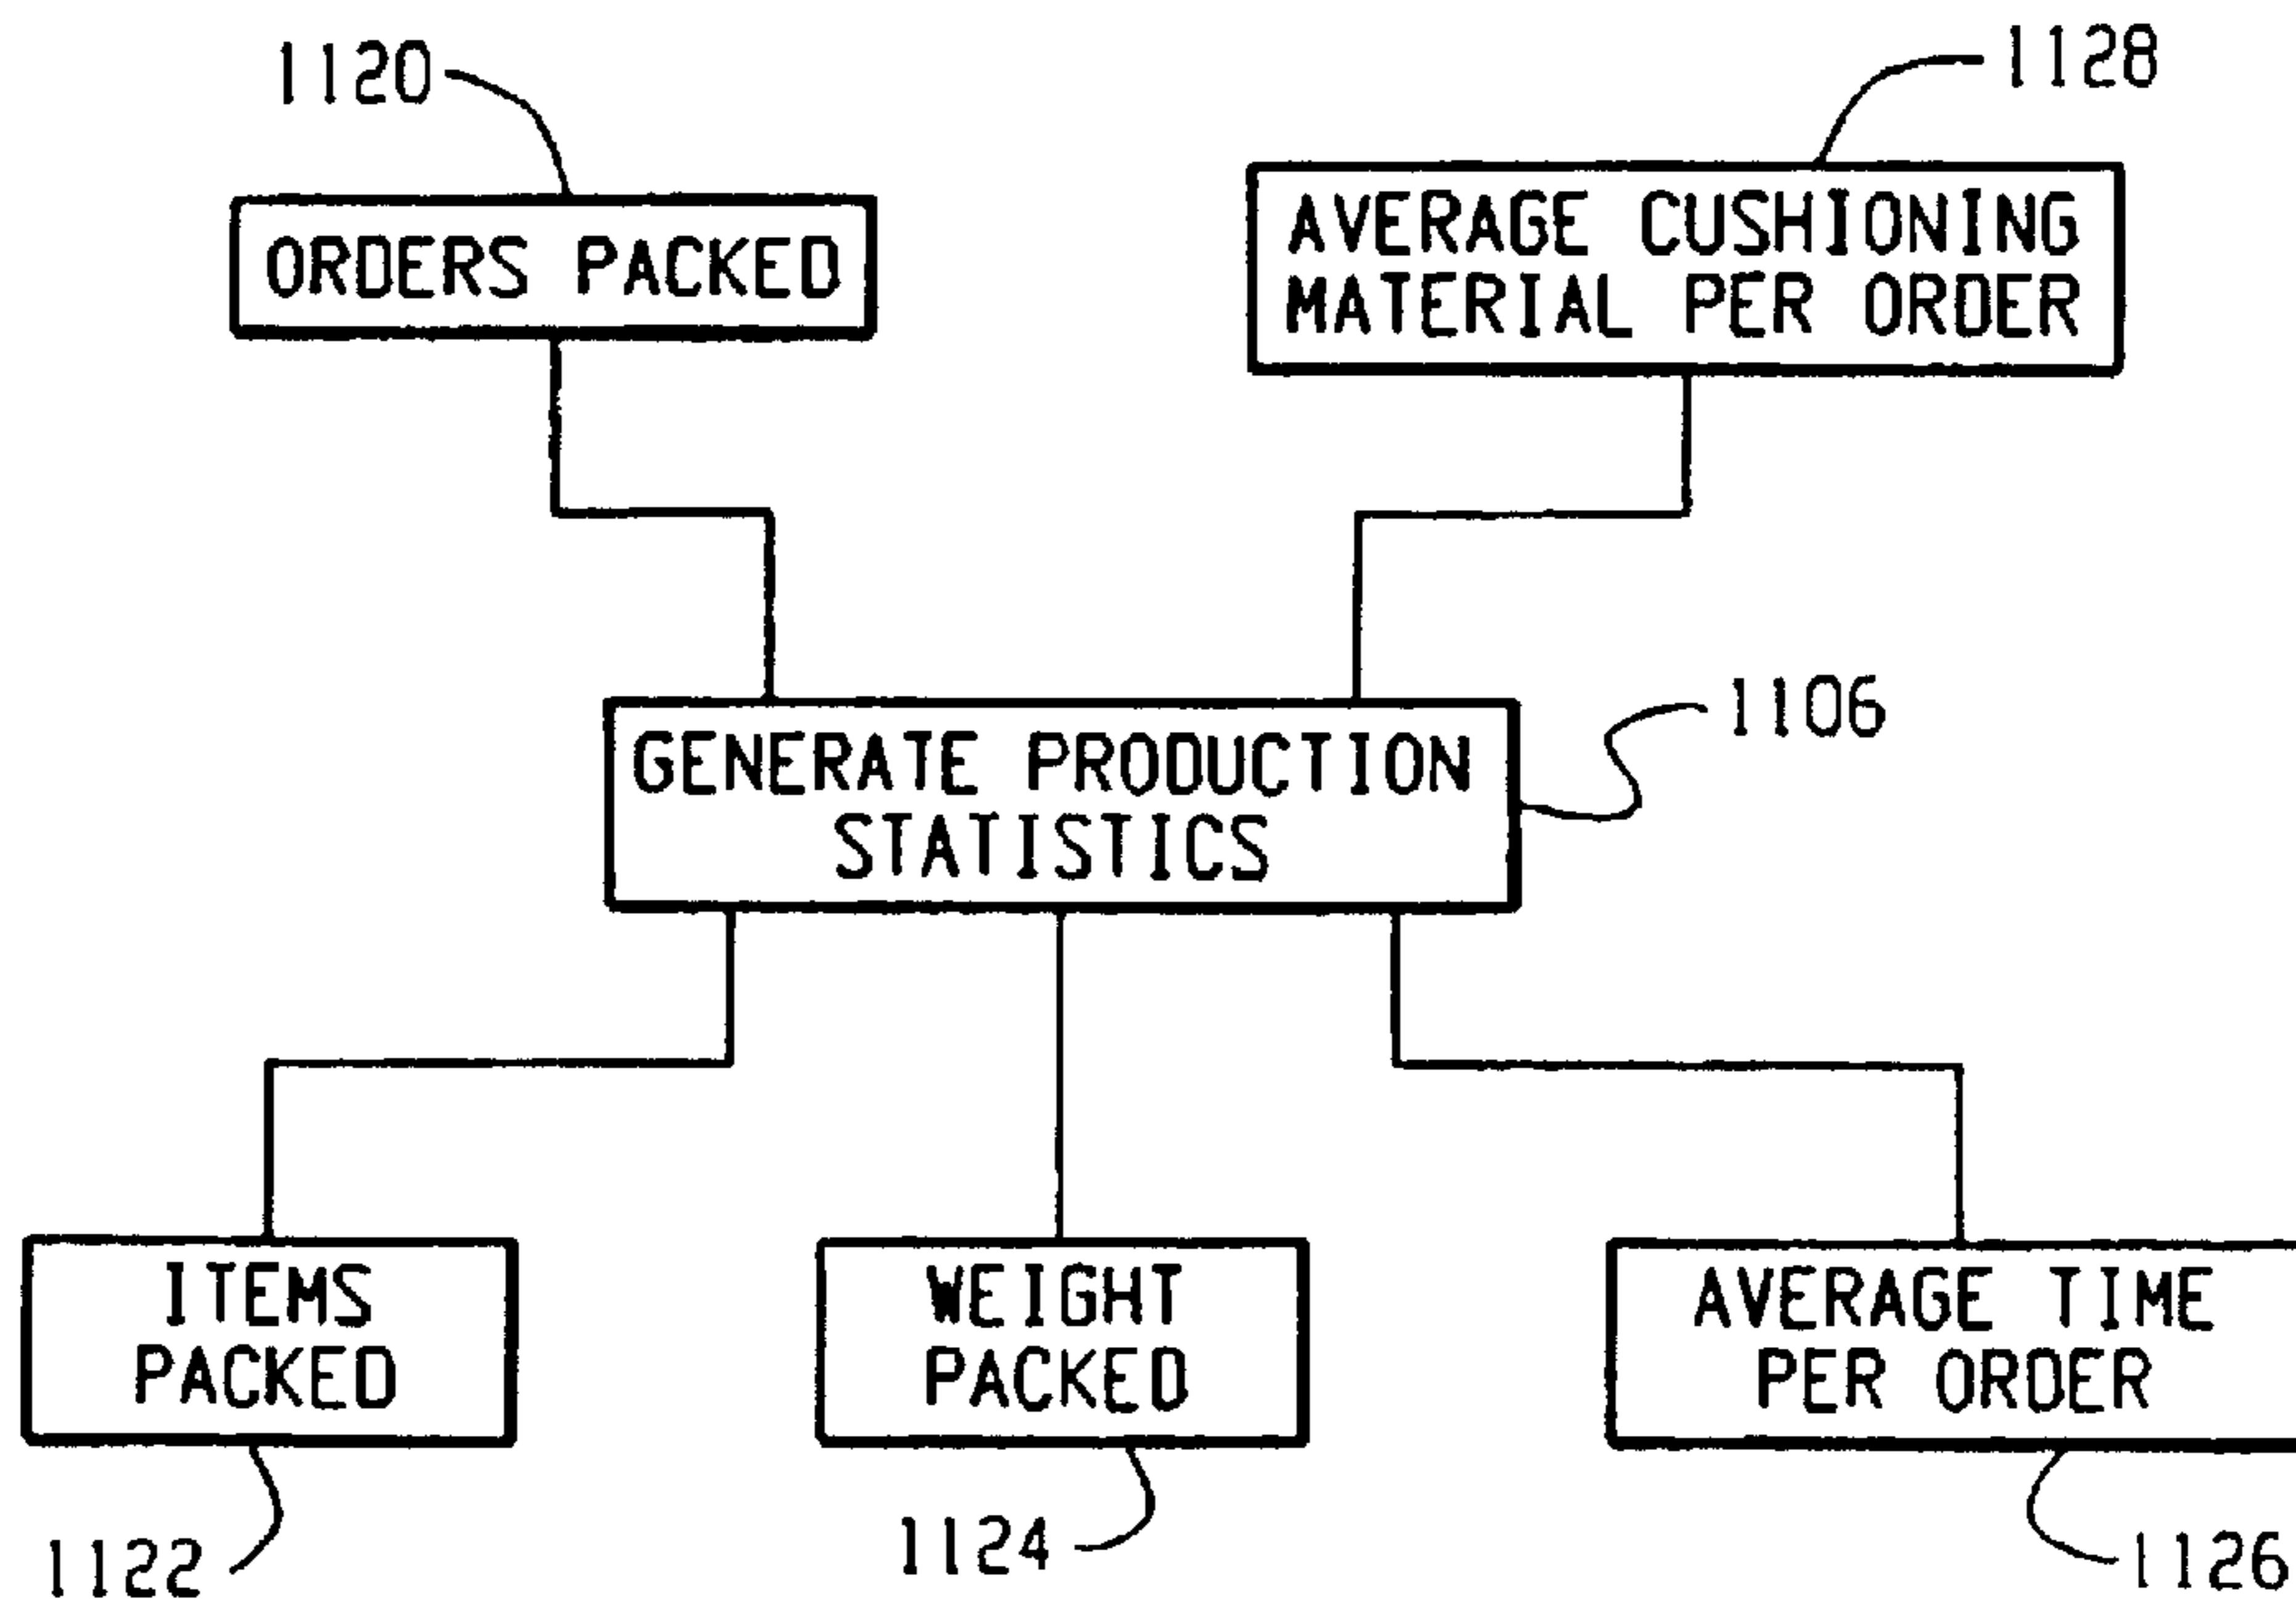 1120
1128
ORDERS PACKED
AVERAGE CUSHIONING
MATERIAL PER ORDER
1106
GENERATE PRODUCTION
STATISTICS
ITEMS
PACKED
WEIGHT
PACKED
AVERAGE TIME
PER ORDER
1122
1124
1126